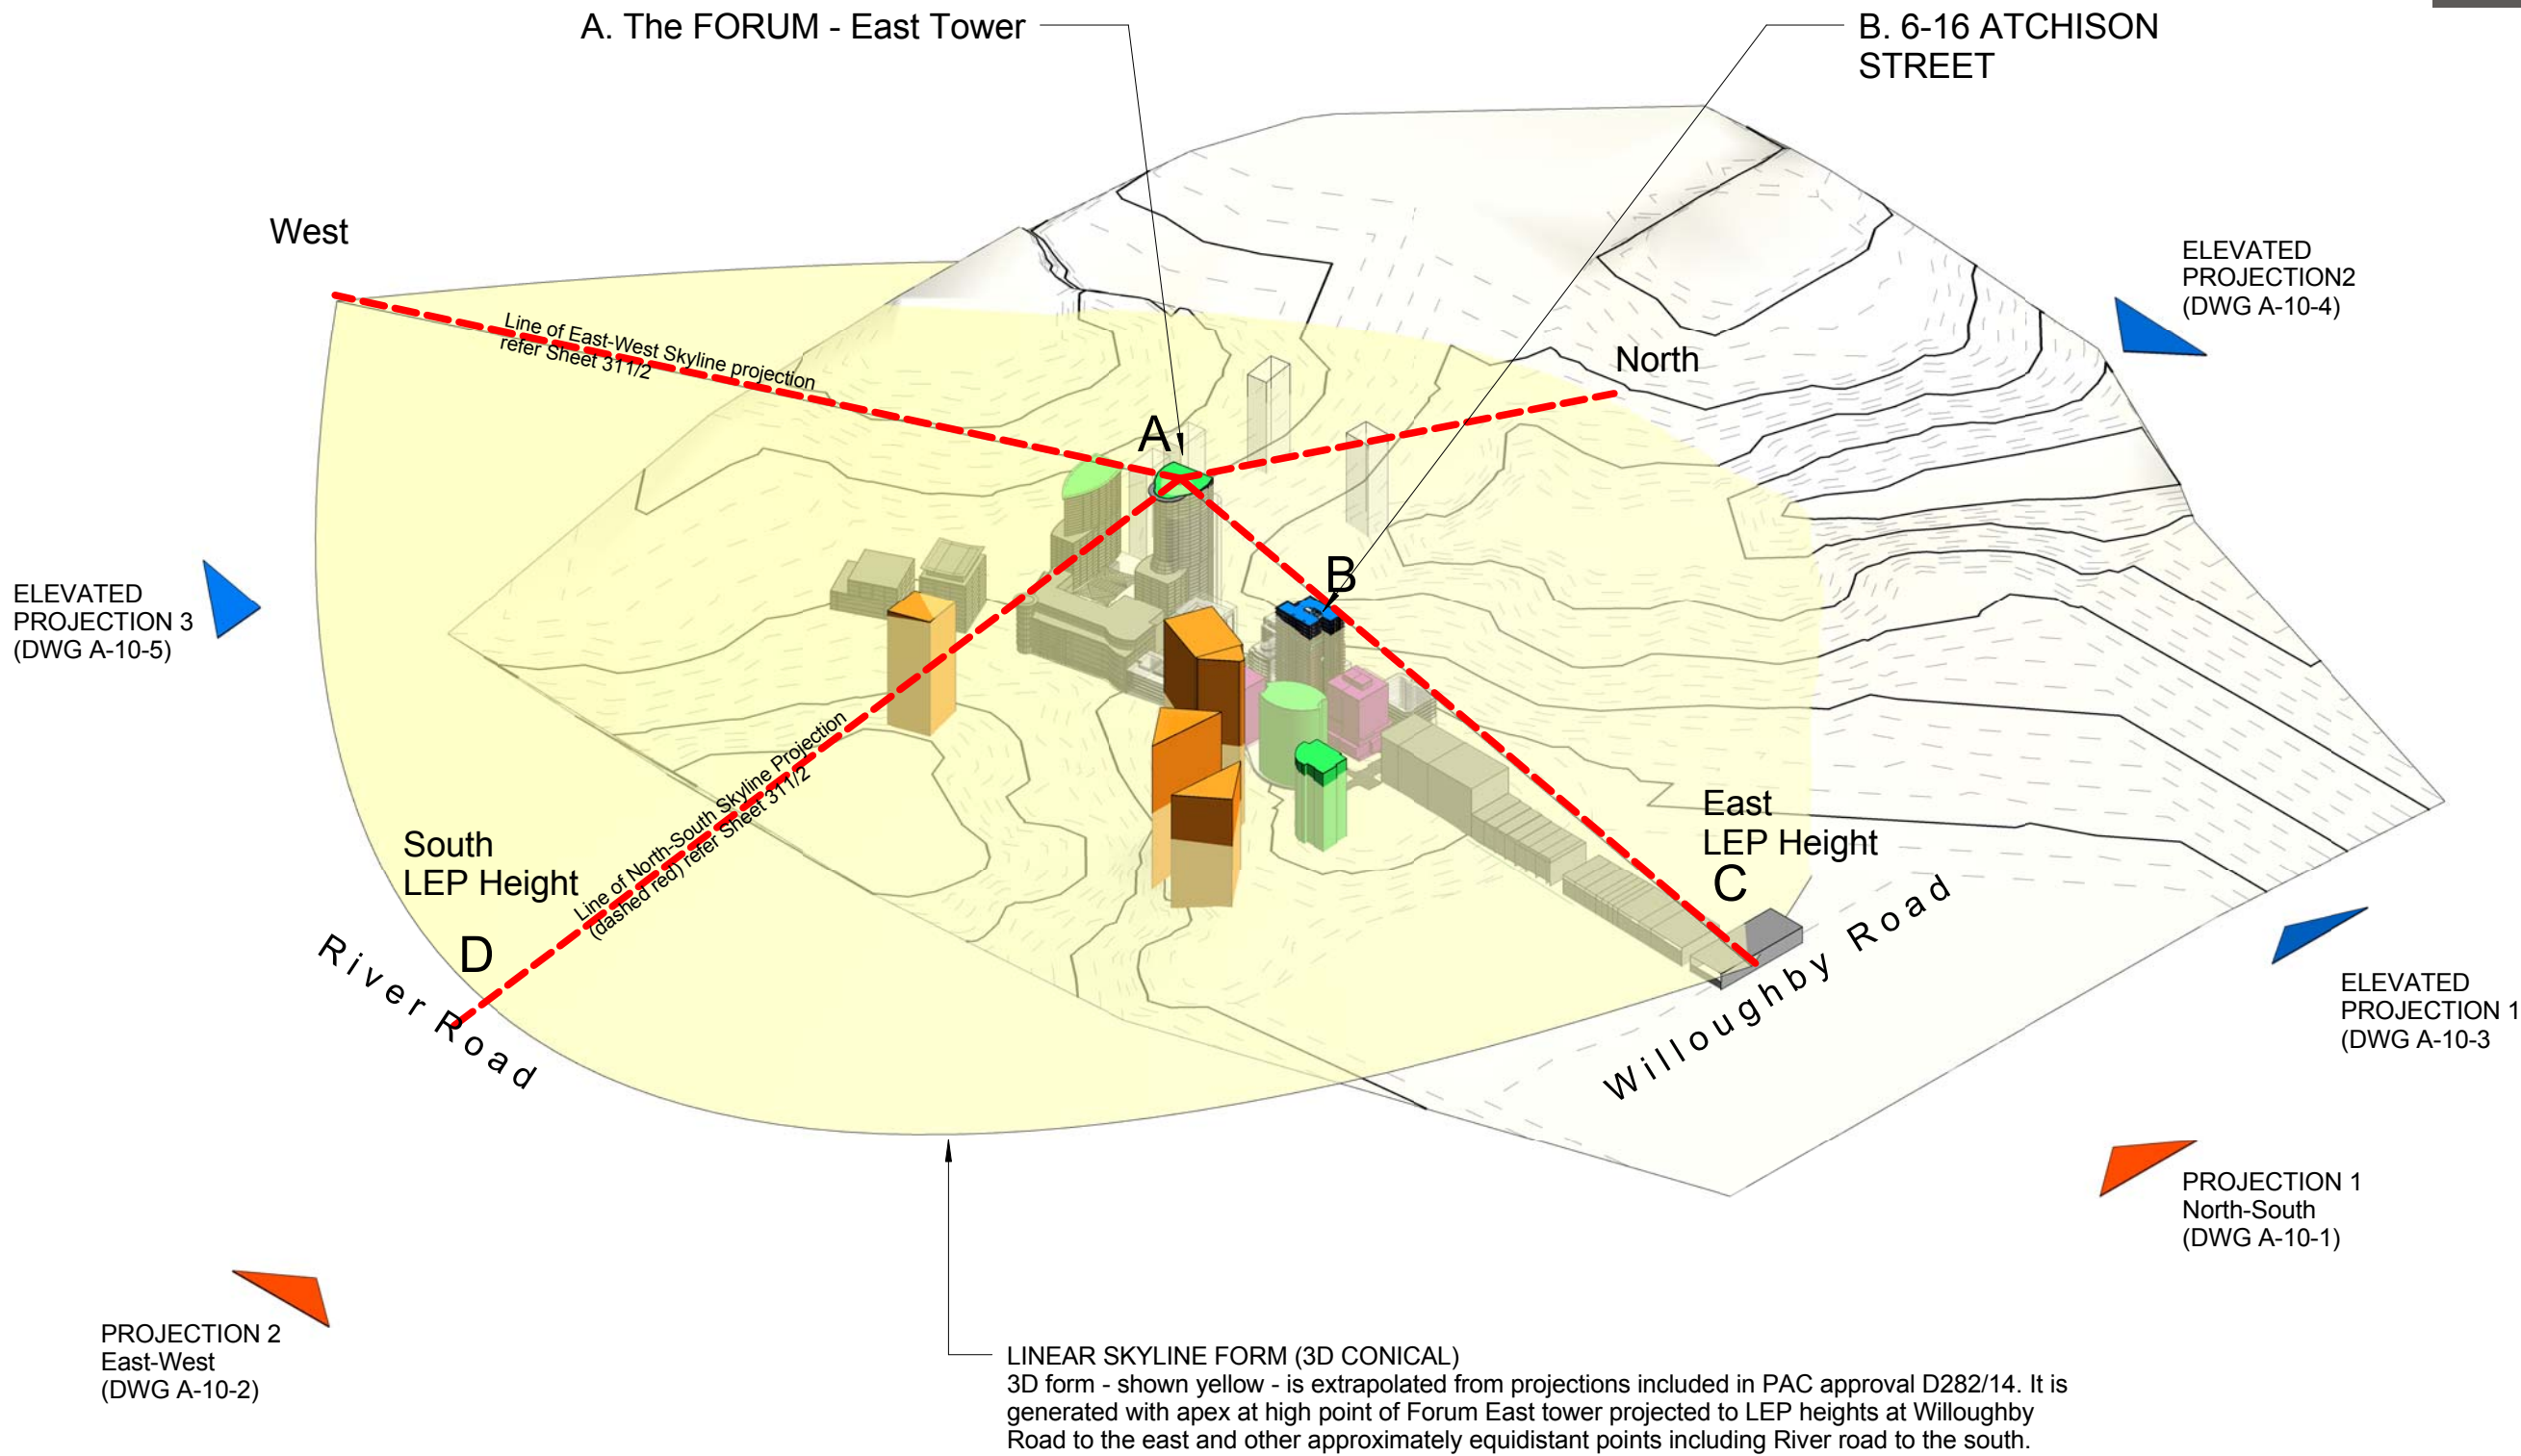 A. The FORUM - East Tower
B. 6-16 ATCHISON
STREET
West
ELEVATED
PROJECTION2
(DWG A-10-4)
Line of East-West Skyline projection
refer Sheet 311/2
North
A
B
ELEVATED
PROJECTION 3
(DWG A-10-5)
Line of North-South Skyline Projection
(dashed red) refer Sheet 311/2
South
LEP Height
D
River Road
East
LEP Height
C
Willoughby Road
ELEVATED
PROJECTION 1
(DWG A-10-3
PROJECTION 1
North-South
(DWG A-10-1)
PROJECTION 2
East-West
(DWG A-10-2)
LINEAR SKYLINE FORM (3D CONICAL)
3D form - shown yellow - is extrapolated from projections included in PAC approval D282/14. It is
generated with apex at high point of Forum East tower projected to LEP heights at Willoughby
Road to the east and other approximately equidistant points including River road to the south.